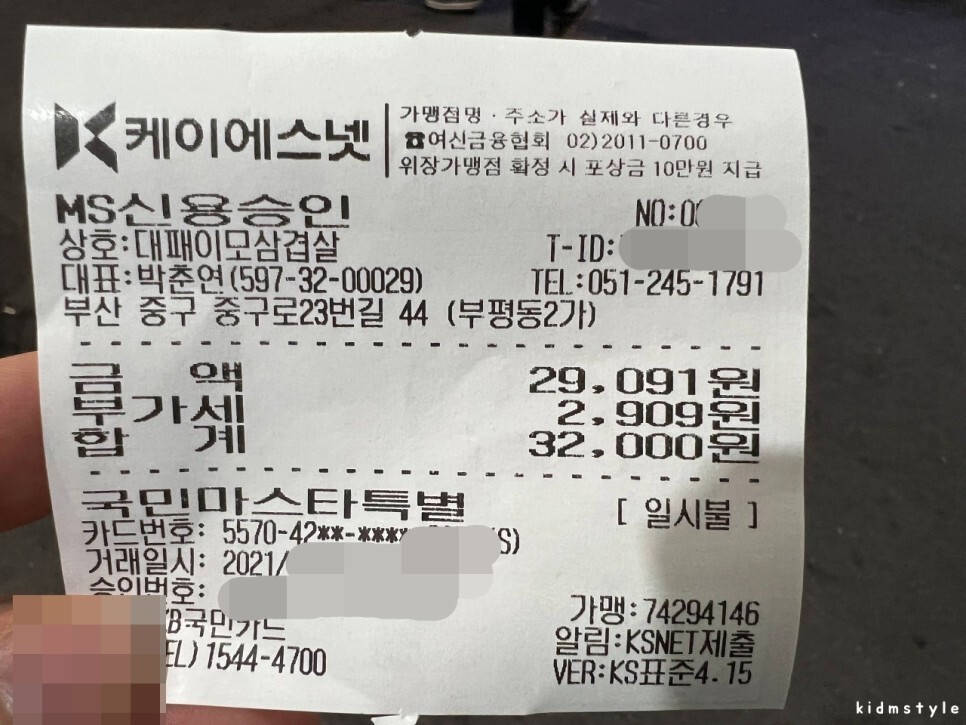 케이에스넷
가맹점명·주소가 실제와 다른경우
☎여신금융협회 02)2011-0700
위장가맹점 확정 시 포상금 10만원 지급
MS신용승인 NO:0
상호:대패이모삼겹살 T-ID:
대표:박춘연(597-32-00029) TEL:051-245-1791
부산 중구 중구로23번길 44 (부평동2가)
금 액 29,091원
부가세 2,909원
합 계 32,000원
국민마스타특별 [ 일시불 ]
카드번호: 5570-42**-**** (S)
거래일시: 2021/
승인번호:
가맹:74294146
KB국민카드
알림:KSNET제출
TEL)1544-4700
VER:KS표준4.15
kidmstyle